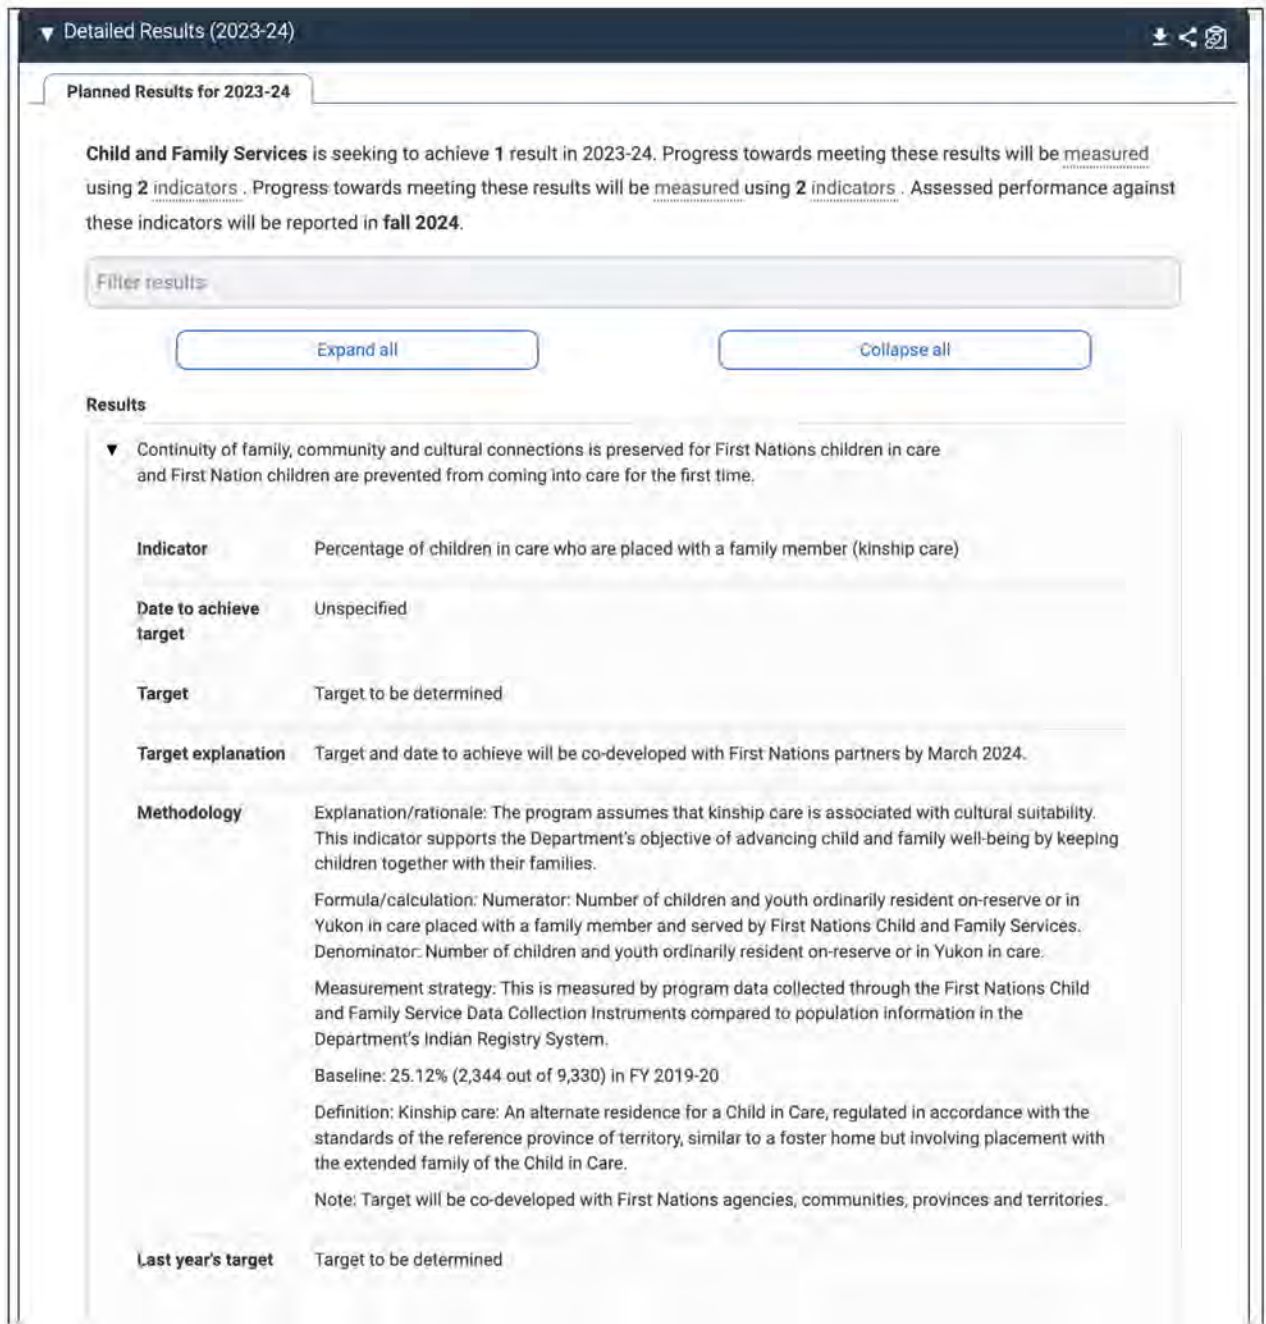 ▼ Detailed Results (2023-24)
Planned Results for 2023-24
Child and Family Services is seeking to achieve 1 result in 2023-24. Progress towards meeting these results will be measured
using 2 indicators . Progress towards meeting these results will be measured using 2 indicators . Assessed performance against
these indicators will be reported in fall 2024.
Filter results
Expand all
Collapse all
Results
▼ Continuity of family, community and cultural connections is preserved for First Nations children in care
and First Nation children are prevented from coming into care for the first time.
Indicator Percentage of children in care who are placed with a family member (kinship care)
Date to achieve Unspecified
target
Target Target to be determined
Target explanation Target and date to achieve will be co-developed with First Nations partners by March 2024.
Methodology Explanation/rationale: The program assumes that kinship care is associated with cultural suitability.
This indicator supports the Department's objective of advancing child and family well-being by keeping
children together with their families.
Formula/calculation: Numerator: Number of children and youth ordinarily resident on-reserve or in
Yukon in care placed with a family member and served by First Nations Child and Family Services.
Denominator: Number of children and youth ordinarily resident on-reserve or in Yukon in care.
Measurement strategy: This is measured by program data collected through the First Nations Child
and Family Service Data Collection Instruments compared to population information in the
Department's Indian Registry System.
Baseline: 25.12% (2,344 out of 9,330) in FY 2019-20
Definition: Kinship care: An alternate residence for a Child in Care, regulated in accordance with the
standards of the reference province of territory, similar to a foster home but involving placement with
the extended family of the Child in Care.
Note: Target will be co-developed with First Nations agencies, communities, provinces and territories.
Last year's target Target to be determined